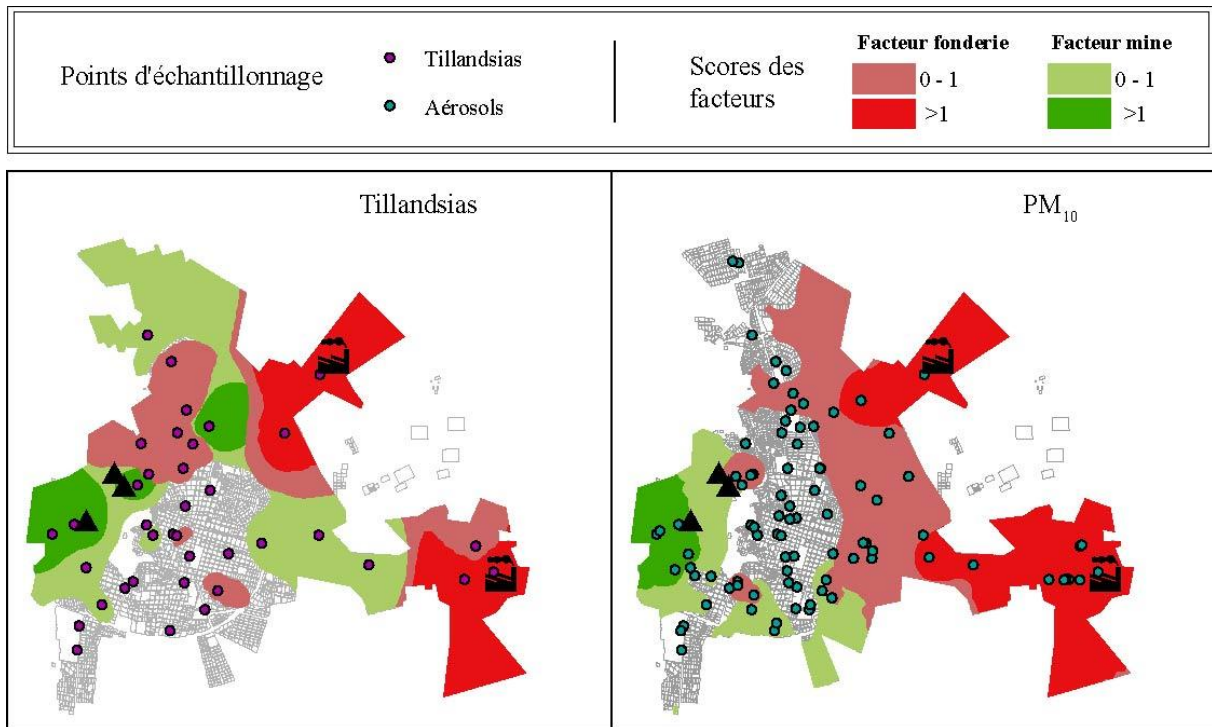 Points d'échantillonnage
Tillandsias
Aérosols
Scores des
facteurs
Facteur fonderie
0 - 1
>1
Facteur mine
0 - 1
>1
Tillandsias
PM10